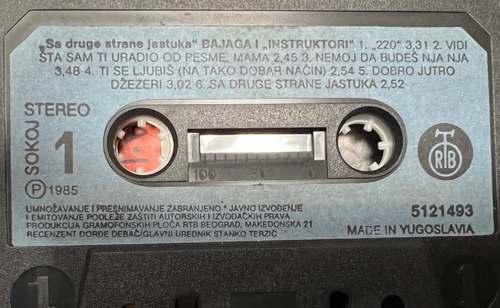 „Sa druge strane jastuka" BAJAGA I „INSTRUKTORI" 1. „220" 3,31 2. VIDI
ŠTA SAM TI URADIO OD PESME, MAMA 2,45 3. NEMOJ DA BUDEŠ NJA NJA
3,48 4. TI SE LJUBIŠ (NA TAKO DOBAR NAČIN) 2,54 5. DOBRO JUTRO
DŽEZERI 3,02 6. SA DRUGE STRANE JASTUKA 2,52
SOKOJ STEREO
1
P 1985
100 50 0
RTB
UMNOŽAVANJE I PRESNIMAVANJE ZABRANJENO * JAVNO IZVOĐENJE
I EMITOVANJE PODLEŽE ZAŠTITI AUTORSKIH I IZVOĐAČKIH PRAVA
PRODUKCIJA GRAMOFONSKIH PLOČA RTB BEOGRAD, MAKEDONSKA 21
RECENZENT ĐORĐE DEBAČ/GLAVNI UREDNIK STANKO TERZIĆ
5121493
MADE IN YUGOSLAVIA
1